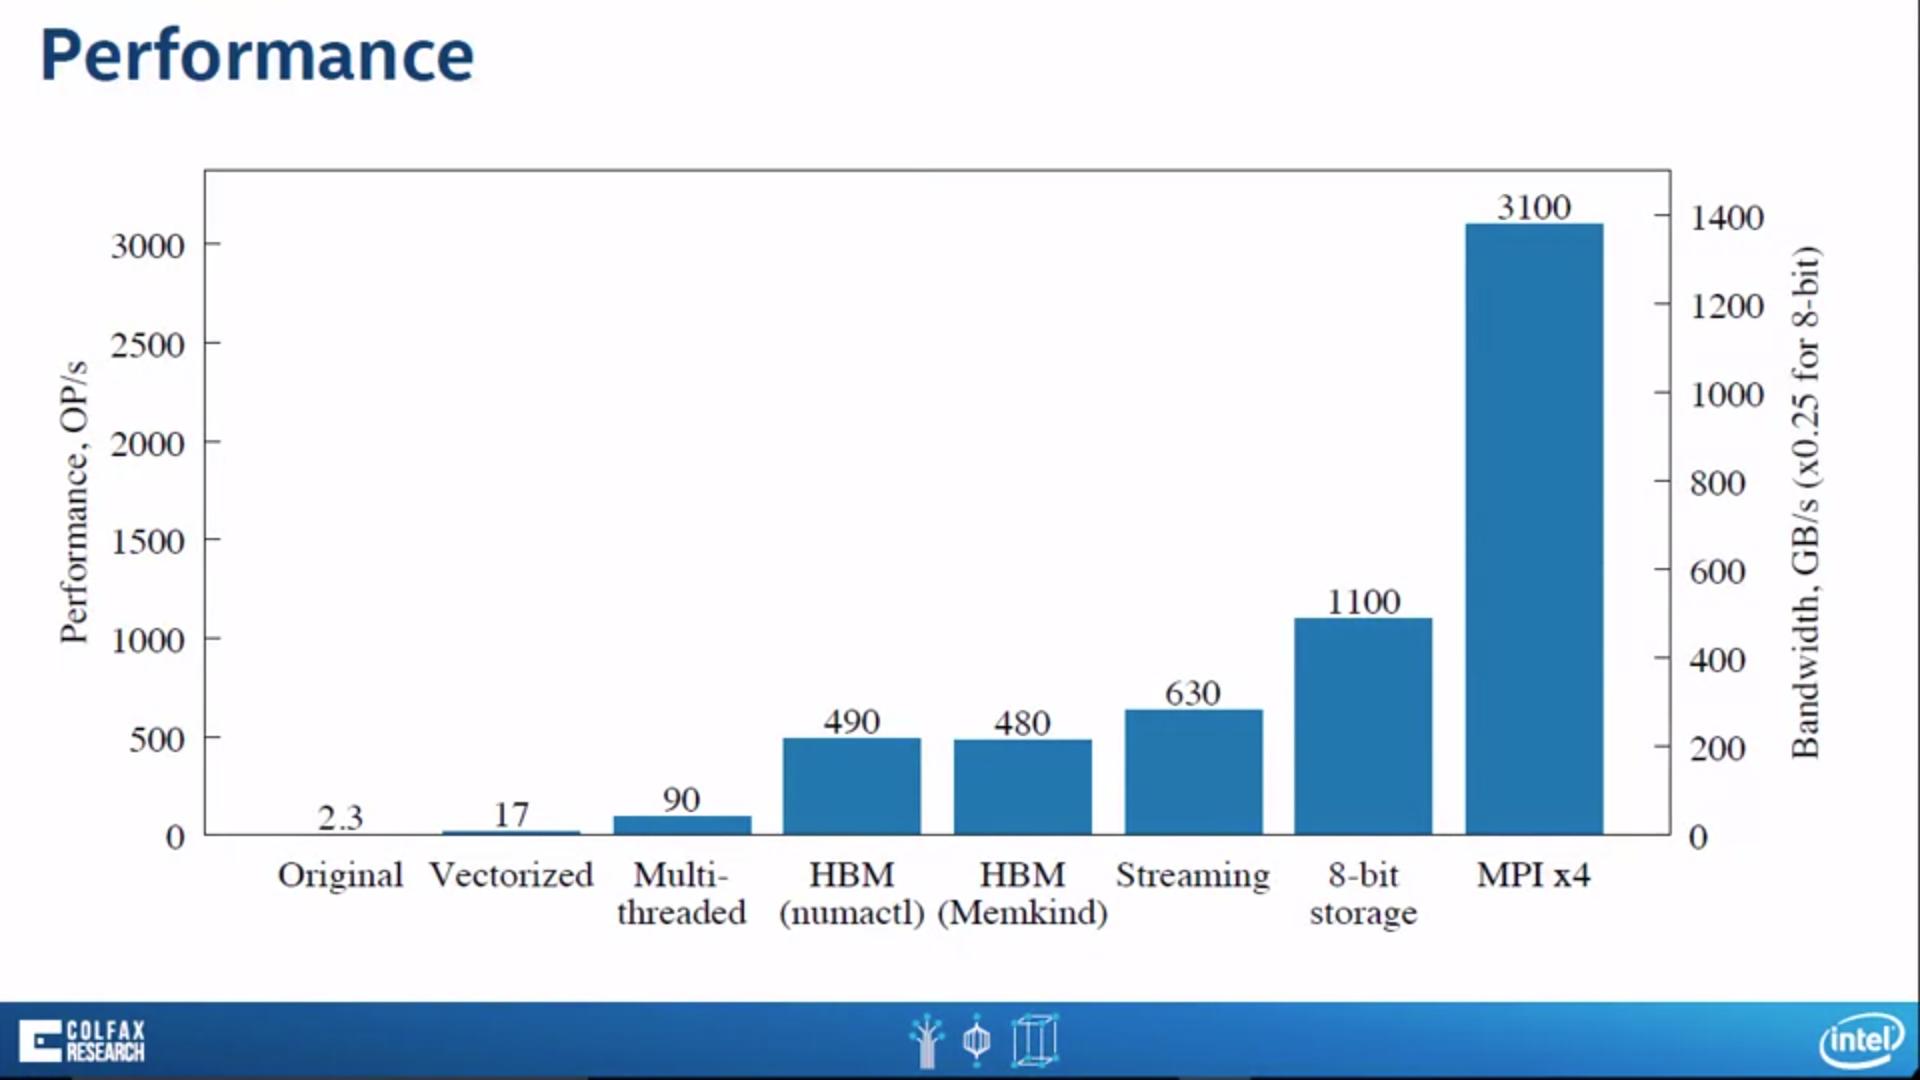 Performance
3100
3000
2500
2000
1500
1000
500
0
Performance, OP/s
1400
1200
1000
800
600
400
200
0
Bandwidth, GB/s (x0.25 for 8-bit)
2.3
17
90
490
480
630
1100
Original
Vectorized
Multi-
threaded
HBM
(numactl)
HBM
(Memkind)
Streaming
8-bit
storage
MPI x4
COLFAX
RESEARCH
intel